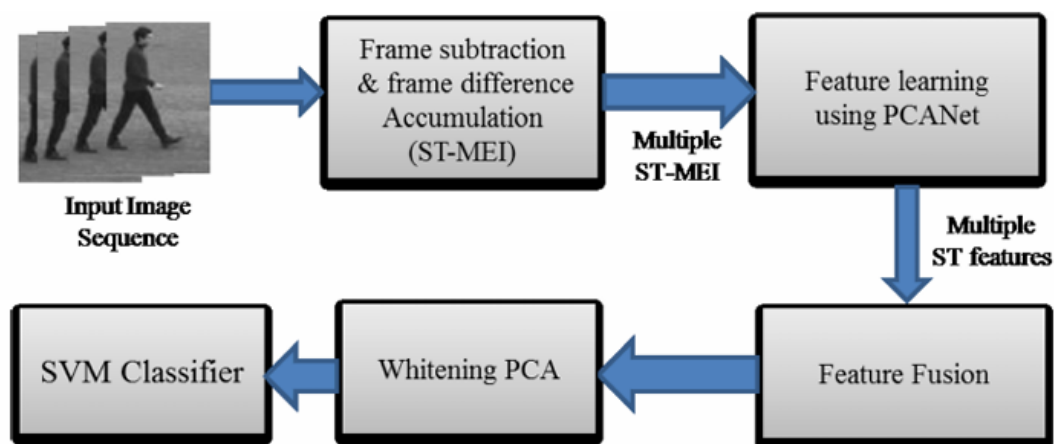 Frame subtraction
& frame difference
Accumulation
(ST-MEI)
Feature learning
using PCANet
Multiple
ST-MEI
Input Image
Sequence
Multiple
ST features
SVM Classifier
Whitening PCA
Feature Fusion